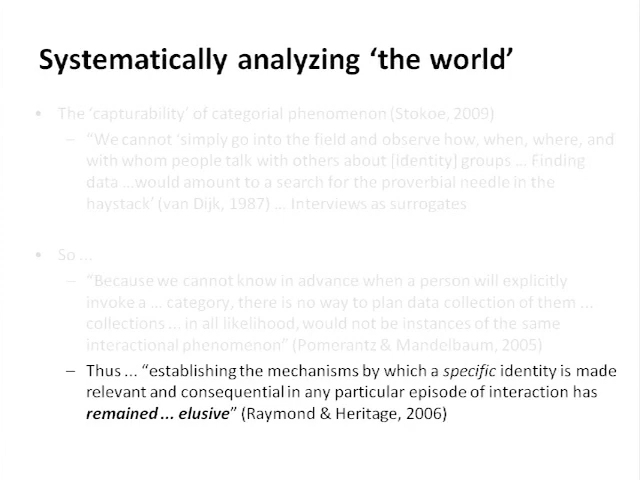 Systematically analyzing ‘the world’
• The ‘capturability’ of categorial phenomenon (Stokoe, 2009)
– “We cannot ‘simply go into the field and observe how, when, where, and
with whom people talk with others about [identity] groups … Finding
data …would amount to a search for the proverbial needle in the
haystack’ (van Dijk, 1987) … Interviews as surrogates
• So …
– “Because we cannot know in advance when a person will explicitly
invoke a … category, there is no way to plan data collection of them …
collections … in all likelihood, would not be instances of the same
interactional phenomenon” (Pomerantz & Mandelbaum, 2005)
– Thus … “establishing the mechanisms by which a specific identity is made
relevant and consequential in any particular episode of interaction has
remained … elusive” (Raymond & Heritage, 2006)